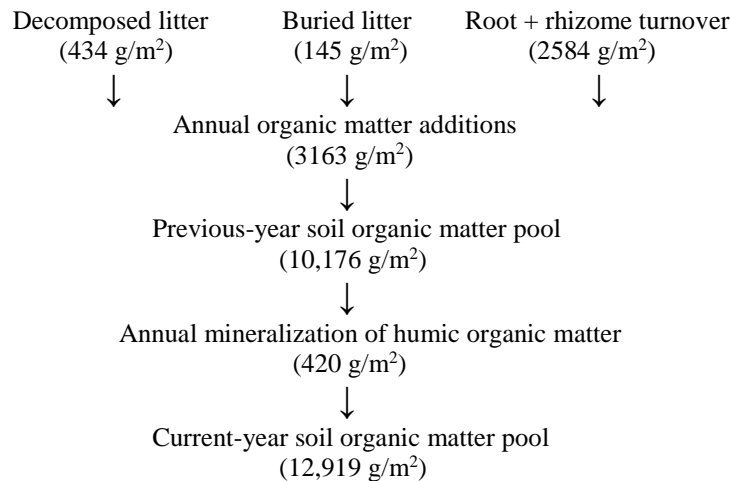 Decomposed litter Buried litter Root + rhizome turnover
(434 g/m²) (145 g/m²) (2584 g/m²)
↓ ↓ ↓
Annual organic matter additions
(3163 g/m²)
↓
Previous-year soil organic matter pool
(10,176 g/m²)
↓
Annual mineralization of humic organic matter
(420 g/m²)
↓
Current-year soil organic matter pool
(12,919 g/m²)